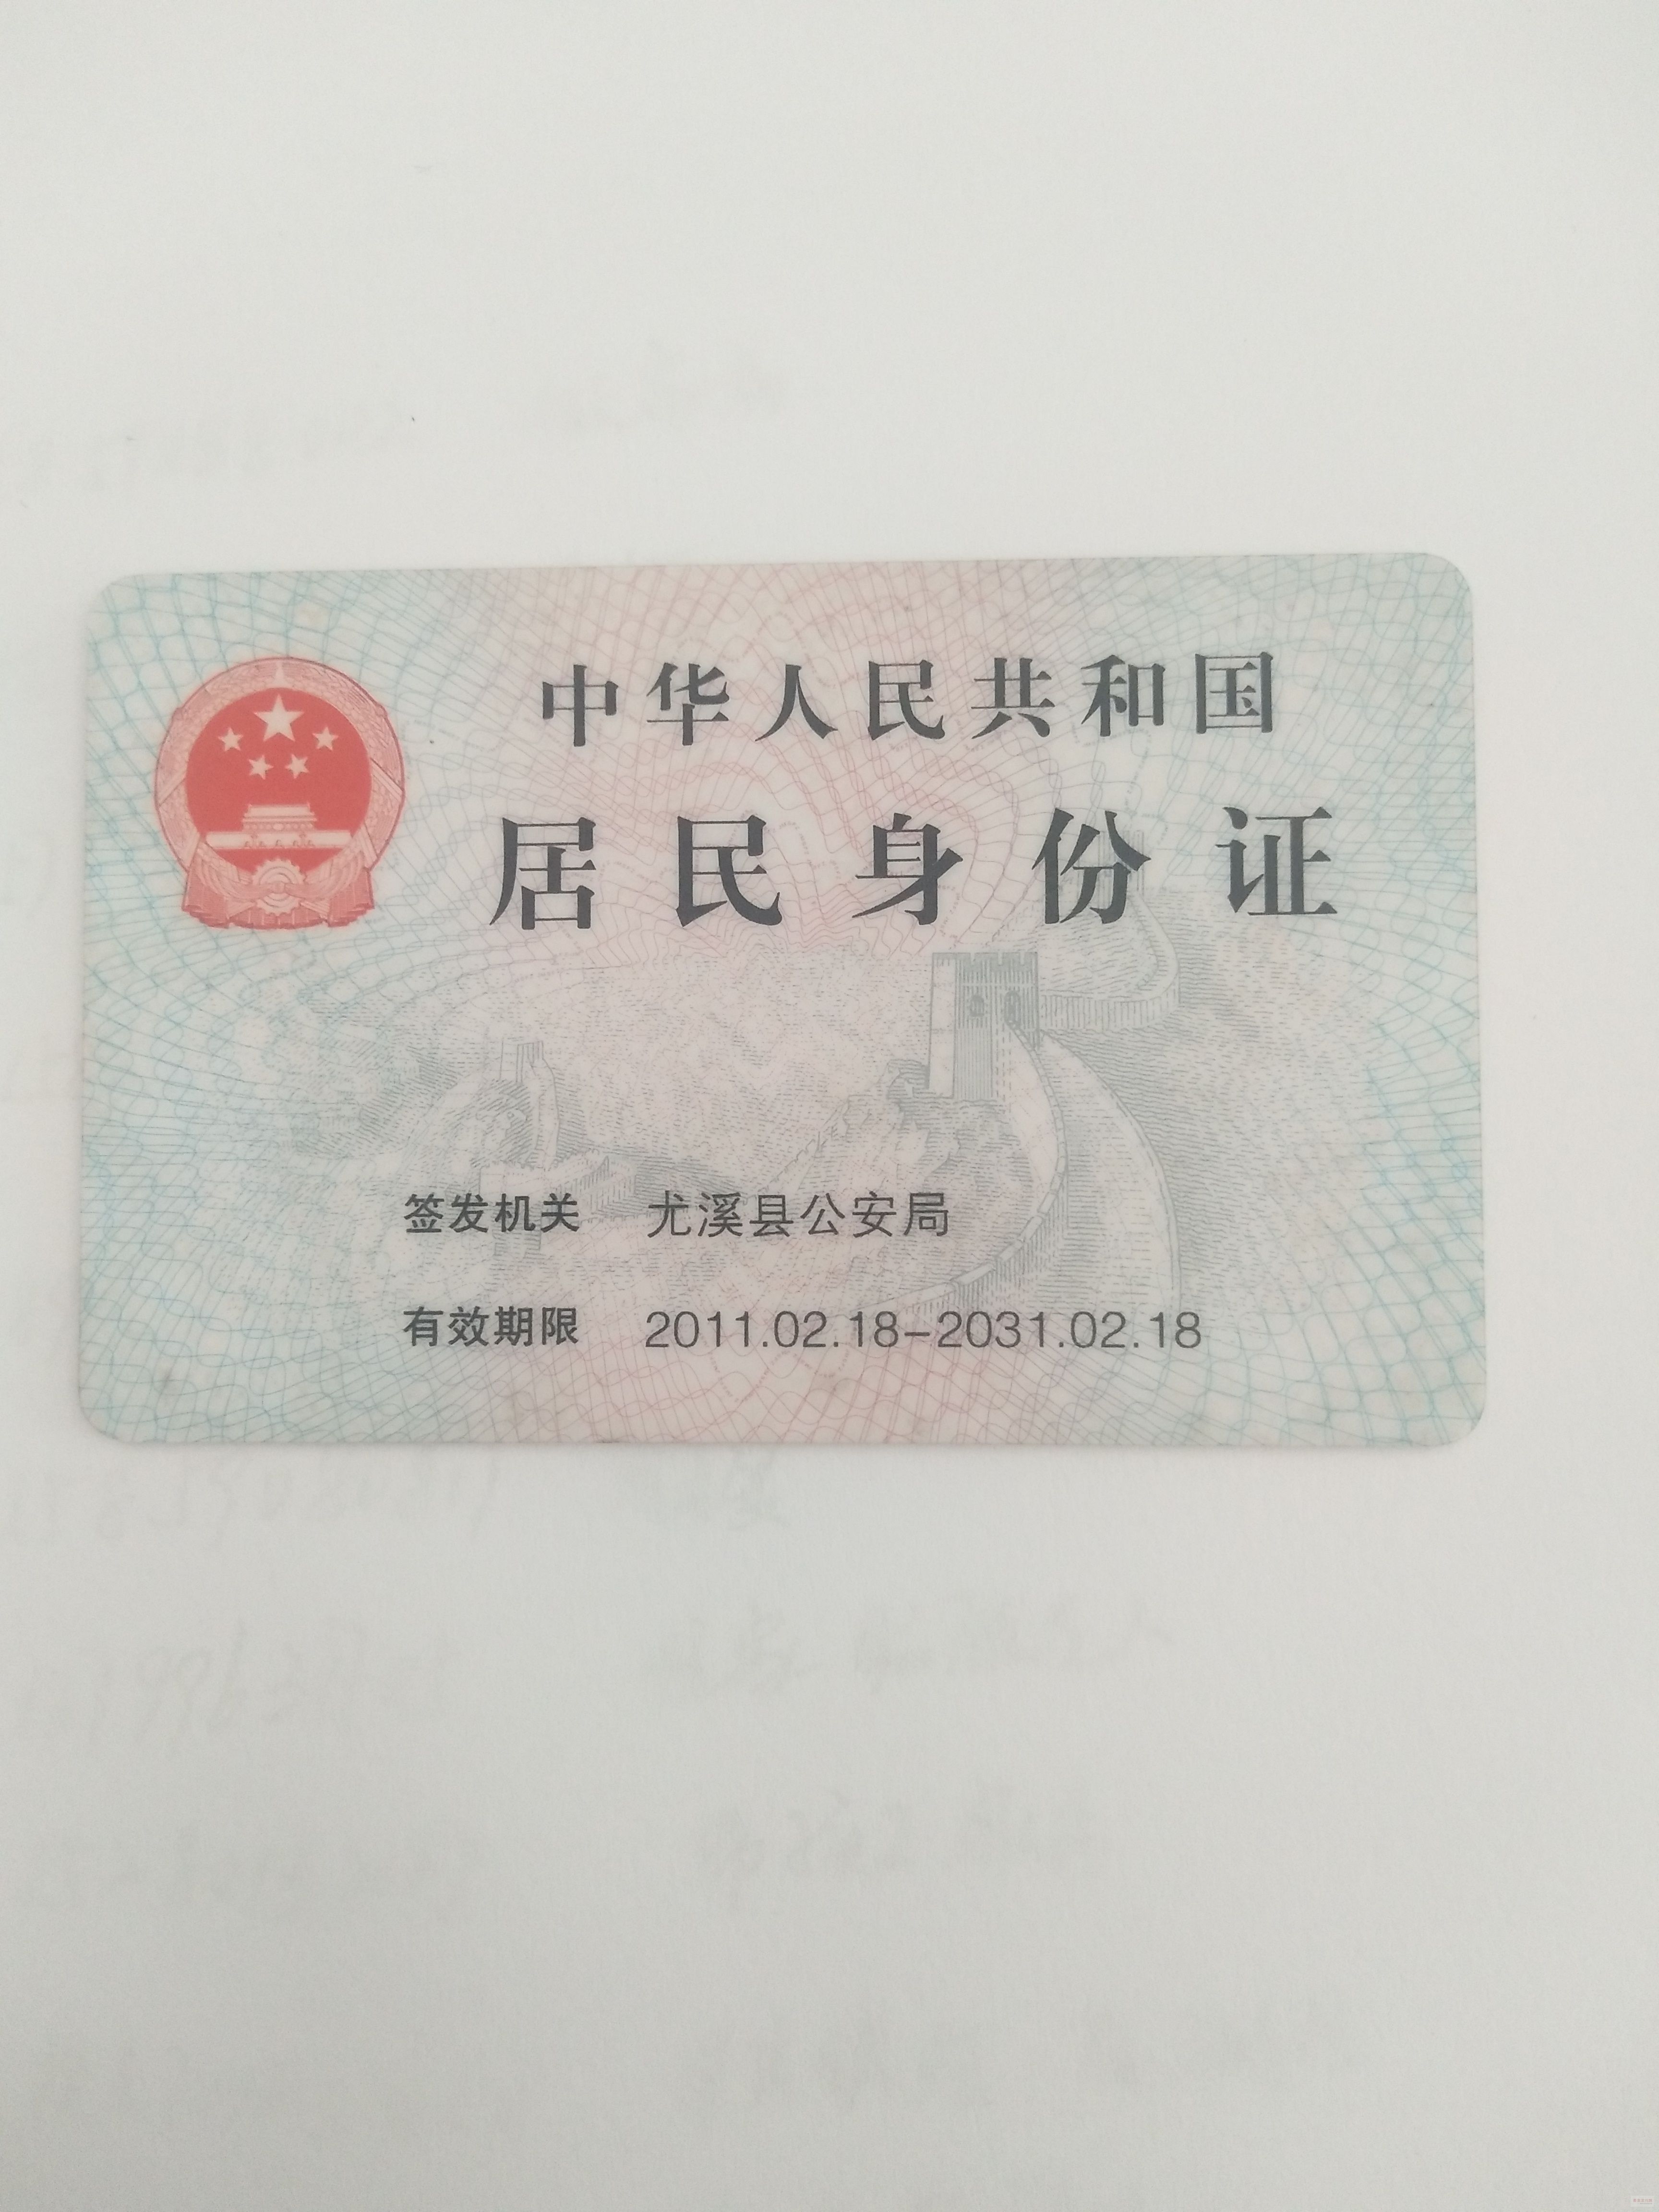 中华人民共和国
居民身份证
签发机关 尤溪县公安局
有效期限 2011.02.18-2031.02.18